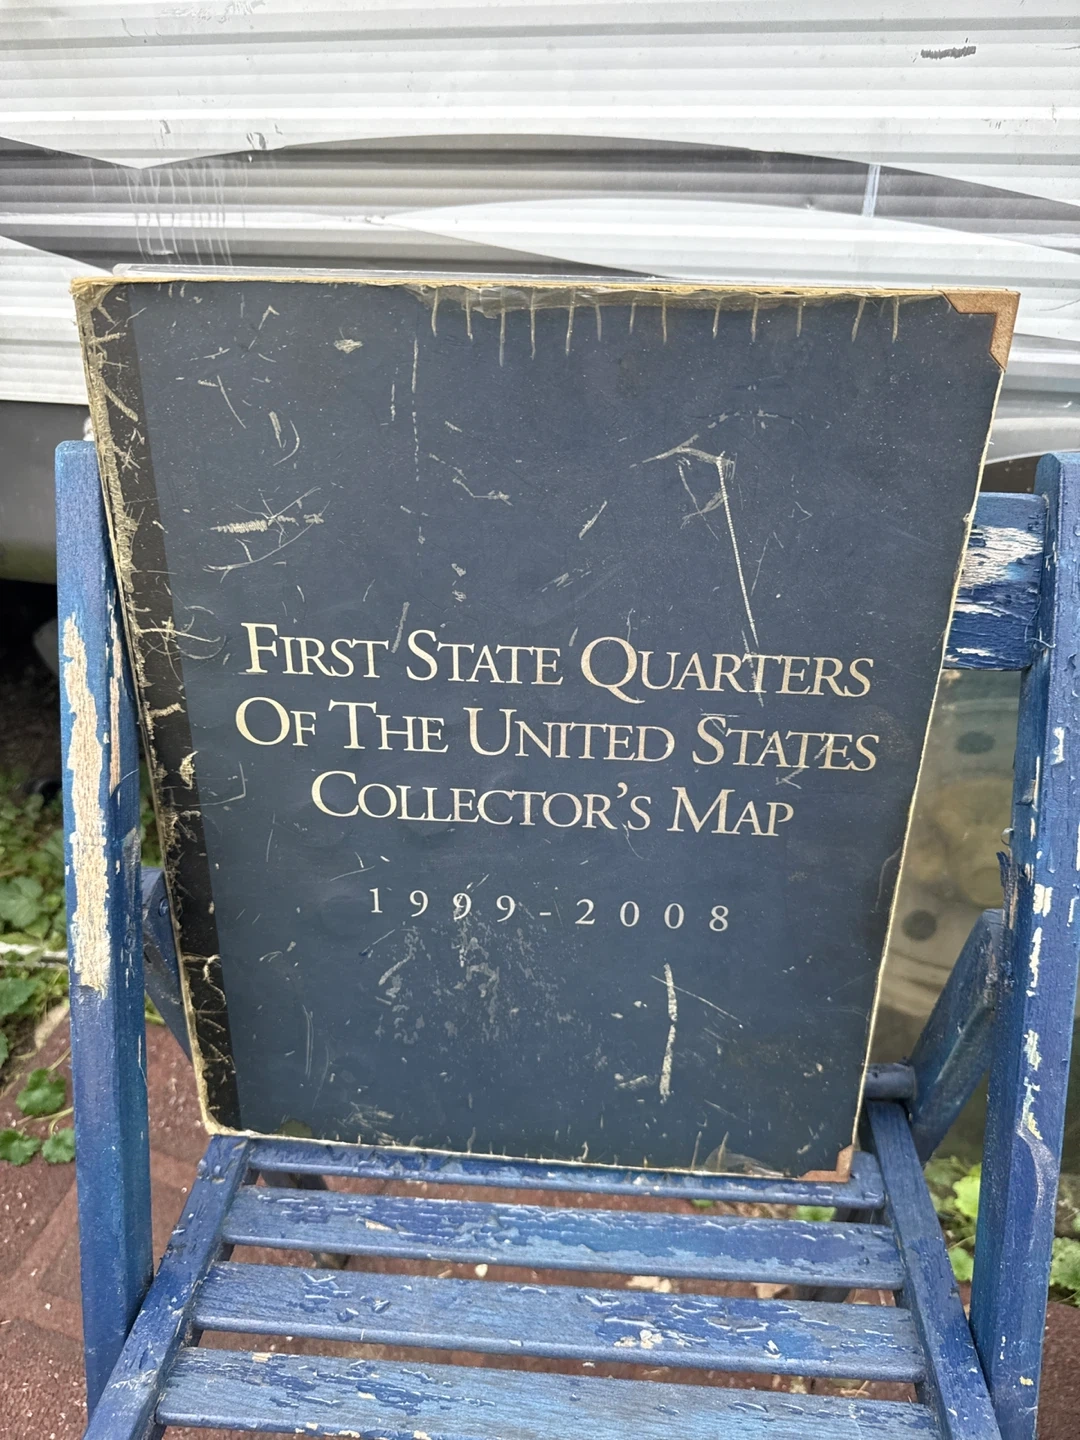 First State Quarters
Of The United States
Collector's Map
1999-2008